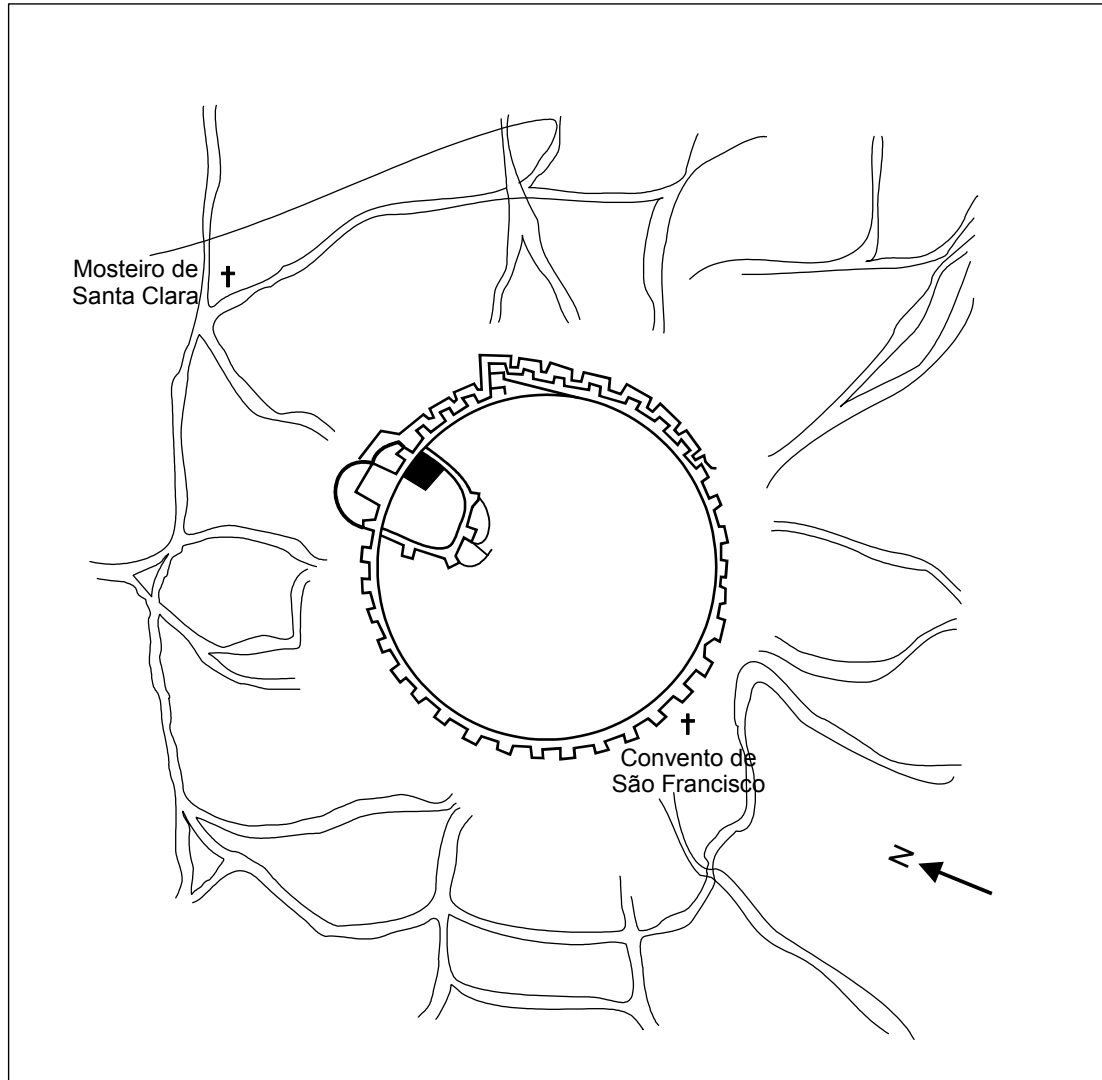 Mosteiro de
Santa Clara
Convento de
São Francisco
N